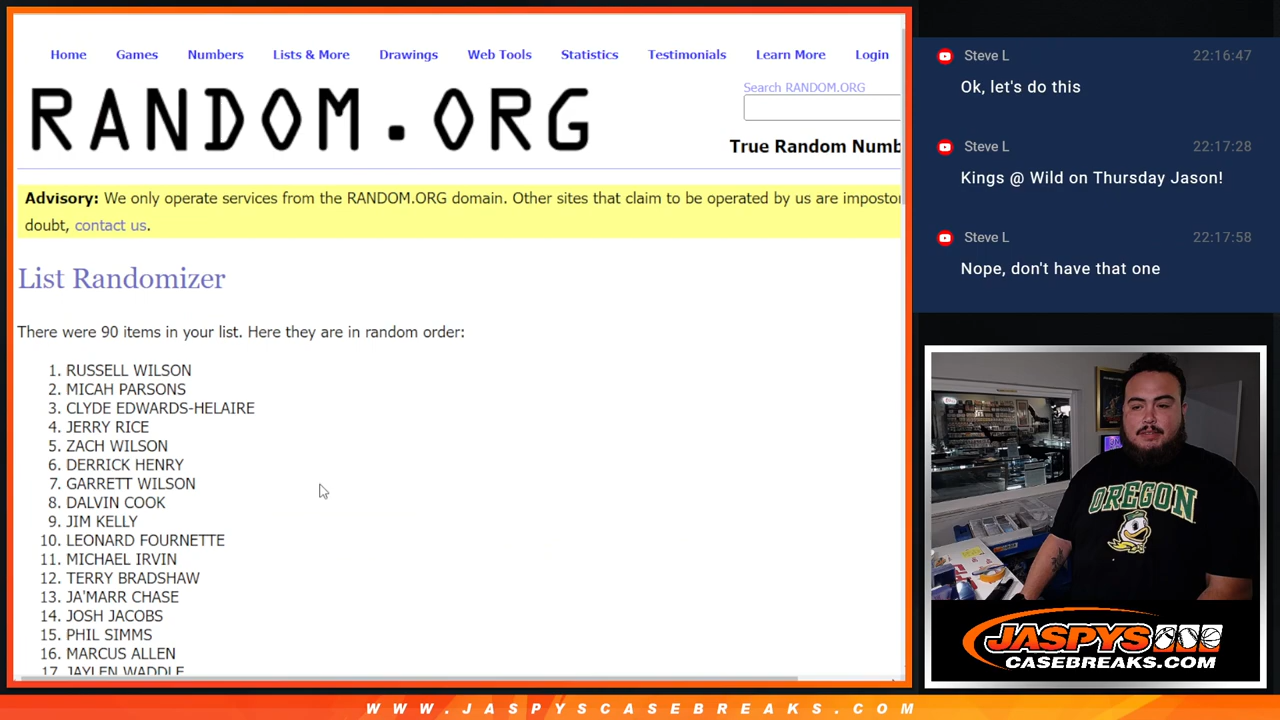 Home Games Numbers Lists & More Drawings Web Tools Statistics Testimonials Learn More Login
RANDOM.ORG
Search RANDOM.ORG
True Random Numb
Advisory: We only operate services from the RANDOM.ORG domain. Other sites that claim to be operated by us are impostor
doubt, contact us.
List Randomizer
There were 90 items in your list. Here they are in random order:
1. RUSSELL WILSON
2. MICAH PARSONS
3. CLYDE EDWARDS-HELAIRE
4. JERRY RICE
5. ZACH WILSON
6. DERRICK HENRY
7. GARRETT WILSON
8. DALVIN COOK
9. JIM KELLY
10. LEONARD FOURNETTE
11. MICHAEL IRVIN
12. TERRY BRADSHAW
13. JA'MARR CHASE
14. JOSH JACOBS
15. PHIL SIMMS
16. MARCUS ALLEN
17. JAYLEN WADDLE
Steve L 22:16:47
Ok, let's do this
Steve L 22:17:28
Kings @ Wild on Thursday Jason!
Steve L 22:17:58
Nope, don't have that one
OREGON
JASPYS
CASEBREAKS.COM
WWW.JASPYSCASEBREAKS.COM